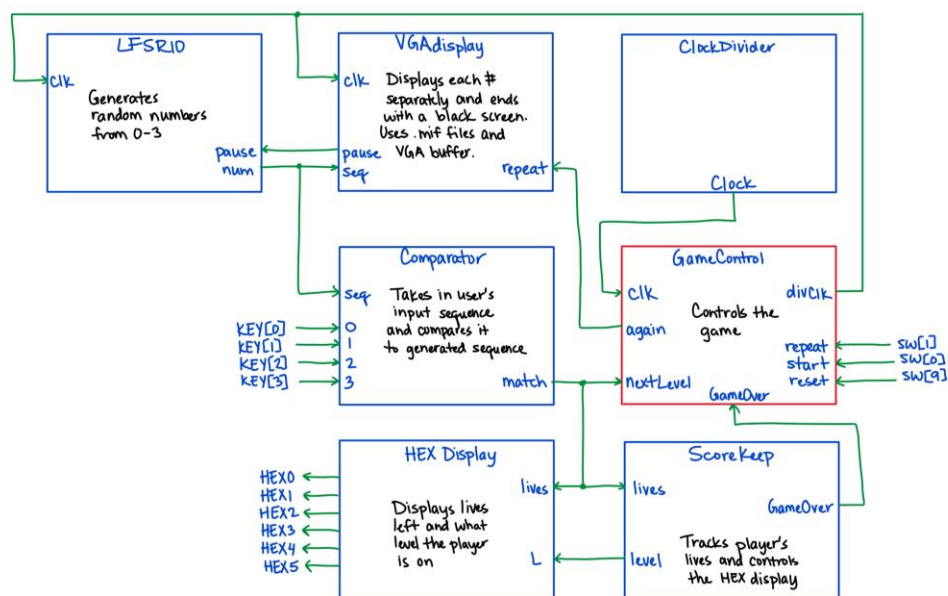 LFSR10
clk
Generates
random numbers
from 0-3
pause
num
VGAdisplay
clk
Displays each #
separatly and ends
with a black screen.
Uses .mif files and
VGA buffer.
pause
seq
repeat
ClockDivider
Clock
Comparator
seq
Takes in user's
input sequence
and compares it
to generated sequence
KEY[0]
KEY[1]
KEY[2]
KEY[3]
0
1
2
3
match
GameControl
clk
divClk
Controls the
game
again
repeat
start
reset
nextLevel
GameOver
SW[1]
SW[0]
SW[9]
HEX Display
HEX0
HEX1
HEX2
HEX3
HEX4
HEX5
lives
Displays lives
left and what
level the player
is on
L
ScoreKeep
lives
GameOver
level
Tracks player's
lives and controls
the HEX display